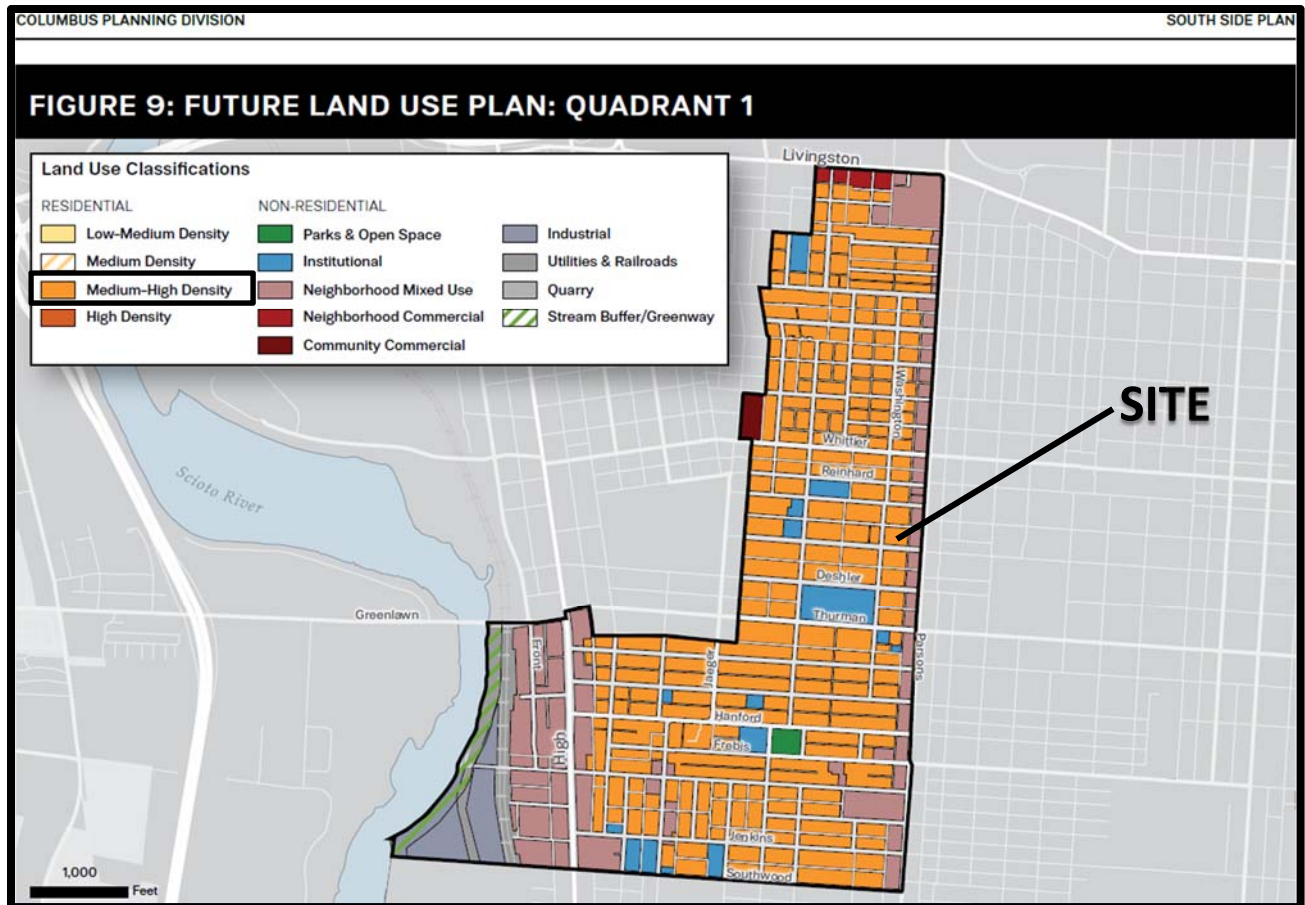 COLUMBUS PLANNING DIVISION
SOUTH SIDE PLAN
FIGURE 9: FUTURE LAND USE PLAN: QUADRANT 1
Land Use Classifications
RESIDENTIAL
Low-Medium Density
Medium Density
Medium-High Density
High Density
NON-RESIDENTIAL
Parks & Open Space
Institutional
Neighborhood Mixed Use
Neighborhood Commercial
Community Commercial
Industrial
Utilities & Railroads
Quarry
Stream Buffer/Greenway
Livingston
Washington
SITE
Whittier
Reinhard
Scioto River
Deshler
Greenlawn
Thurman
Parsons
Front
Jaeger
Hanford
High
Frebis
Jenkins
Southwood
1,000
Feet